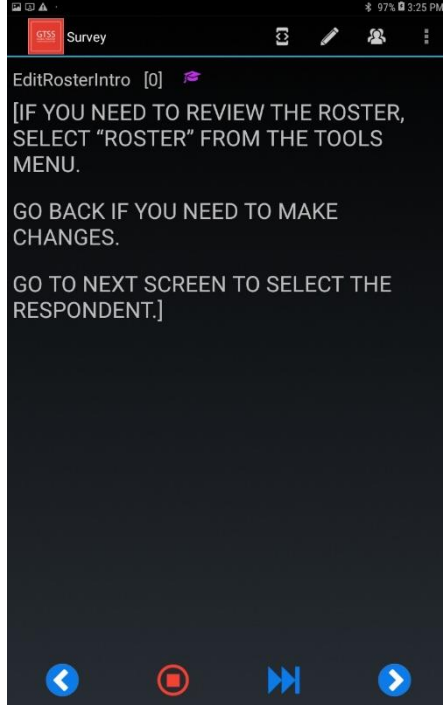 97% 3:25 PM
GTSS
Survey
EditRosterIntro [0]
[IF YOU NEED TO REVIEW THE ROSTER,
SELECT “ROSTER” FROM THE TOOLS
MENU.
GO BACK IF YOU NEED TO MAKE
CHANGES.
GO TO NEXT SCREEN TO SELECT THE
RESPONDENT.]